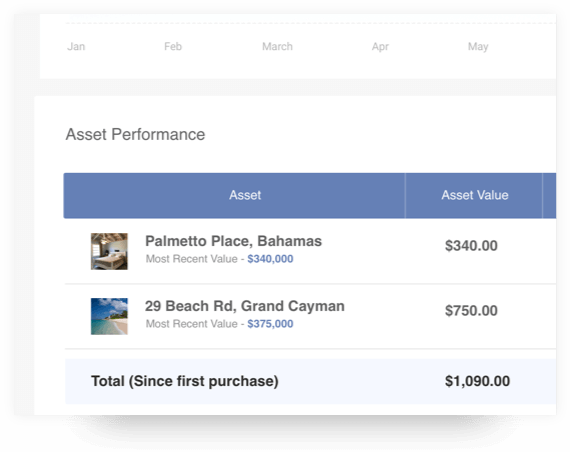 Jan Feb March Apr May
Asset Performance
Asset Asset Value
Palmetto Place, Bahamas $340.00
Most Recent Value - $340,000
29 Beach Rd, Grand Cayman $750.00
Most Recent Value - $375,000
Total (Since first purchase) $1,090.00